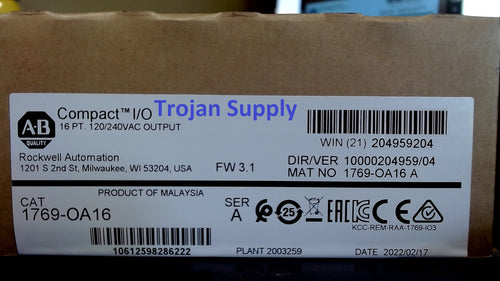 Compact™ I/O Trojan Supply
16 PT. 120/240VAC OUTPUT
A-B
QUALITY
WIN (21) 204959204
Rockwell Automation
1201 S 2nd St, Milwaukee, WI 53204, USA
FW 3.1
DIR/VER 10000204959/04
MAT NO 1769-OA16 A
PRODUCT OF MALAYSIA
CAT
1769-OA16
SER
A
25
EAC
CE
KCC-REM-RAA-1769-IO3
10612598286222
PLANT 2003259
DATE 2022/02/17